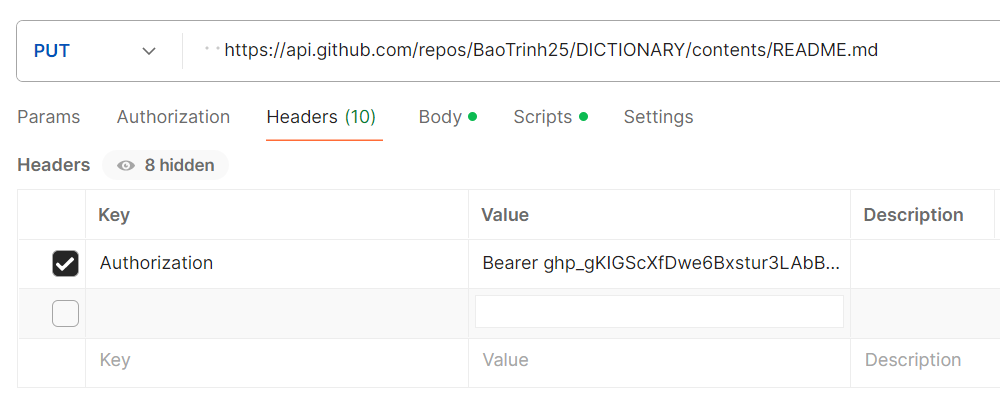 PUT https://api.github.com/repos/BaoTrinh25/DICTIONARY/contents/README.md
Params Authorization Headers (10) Body Scripts Settings
Headers 8 hidden
Key Value Description
Authorization Bearer ghp_gKIGScXfDwe6Bxstur3LAbB...
Key Value Description